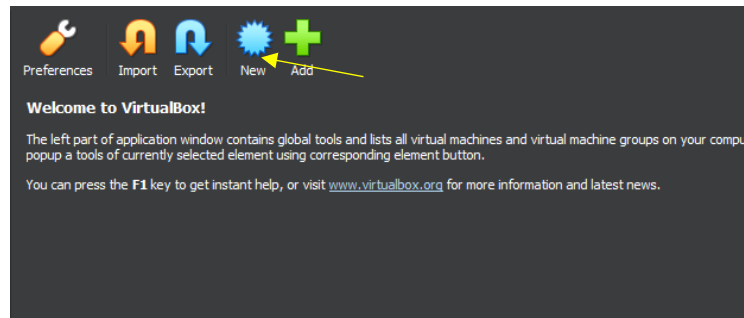 Preferences Import Export New Add
Welcome to VirtualBox!
The left part of application window contains global tools and lists all virtual machines and virtual machine groups on your
popup a tools of currently selected element using corresponding element button.
You can press the F1 key to get instant help, or visit www.virtualbox.org for more information and latest news.